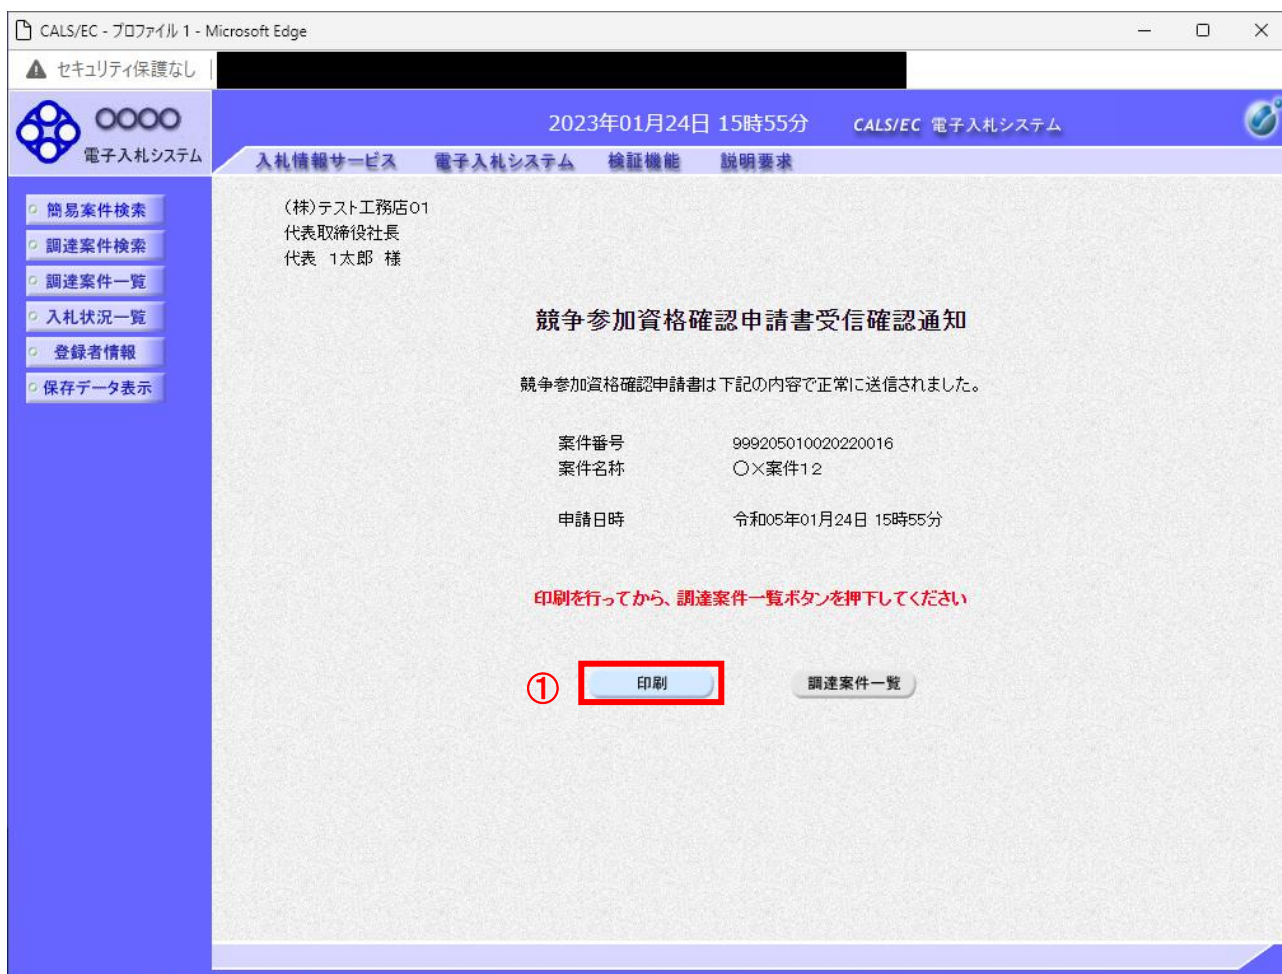 CALS/EC - プロファイル 1 - Microsoft Edge
セキュリティ保護なし
〇〇〇〇
電子入札システム
2023年01月24日 15時55分 CALS/EC 電子入札システム
入札情報サービス 電子入札システム 検証機能 説明要求
簡易案件検索
調達案件検索
調達案件一覧
入札状況一覧
登録者情報
保存データ表示
(株)テスト工務店01
代表取締役社長
代表 1太郎 様
競争参加資格確認申請書受信確認通知
競争参加資格確認申請書は下記の内容で正常に送信されました。
案件番号 999205010020220016
案件名称 〇×案件12
申請日時 令和05年01月24日 15時55分
印刷を行ってから、調達案件一覧ボタンを押下してください
① 印刷 調達案件一覧